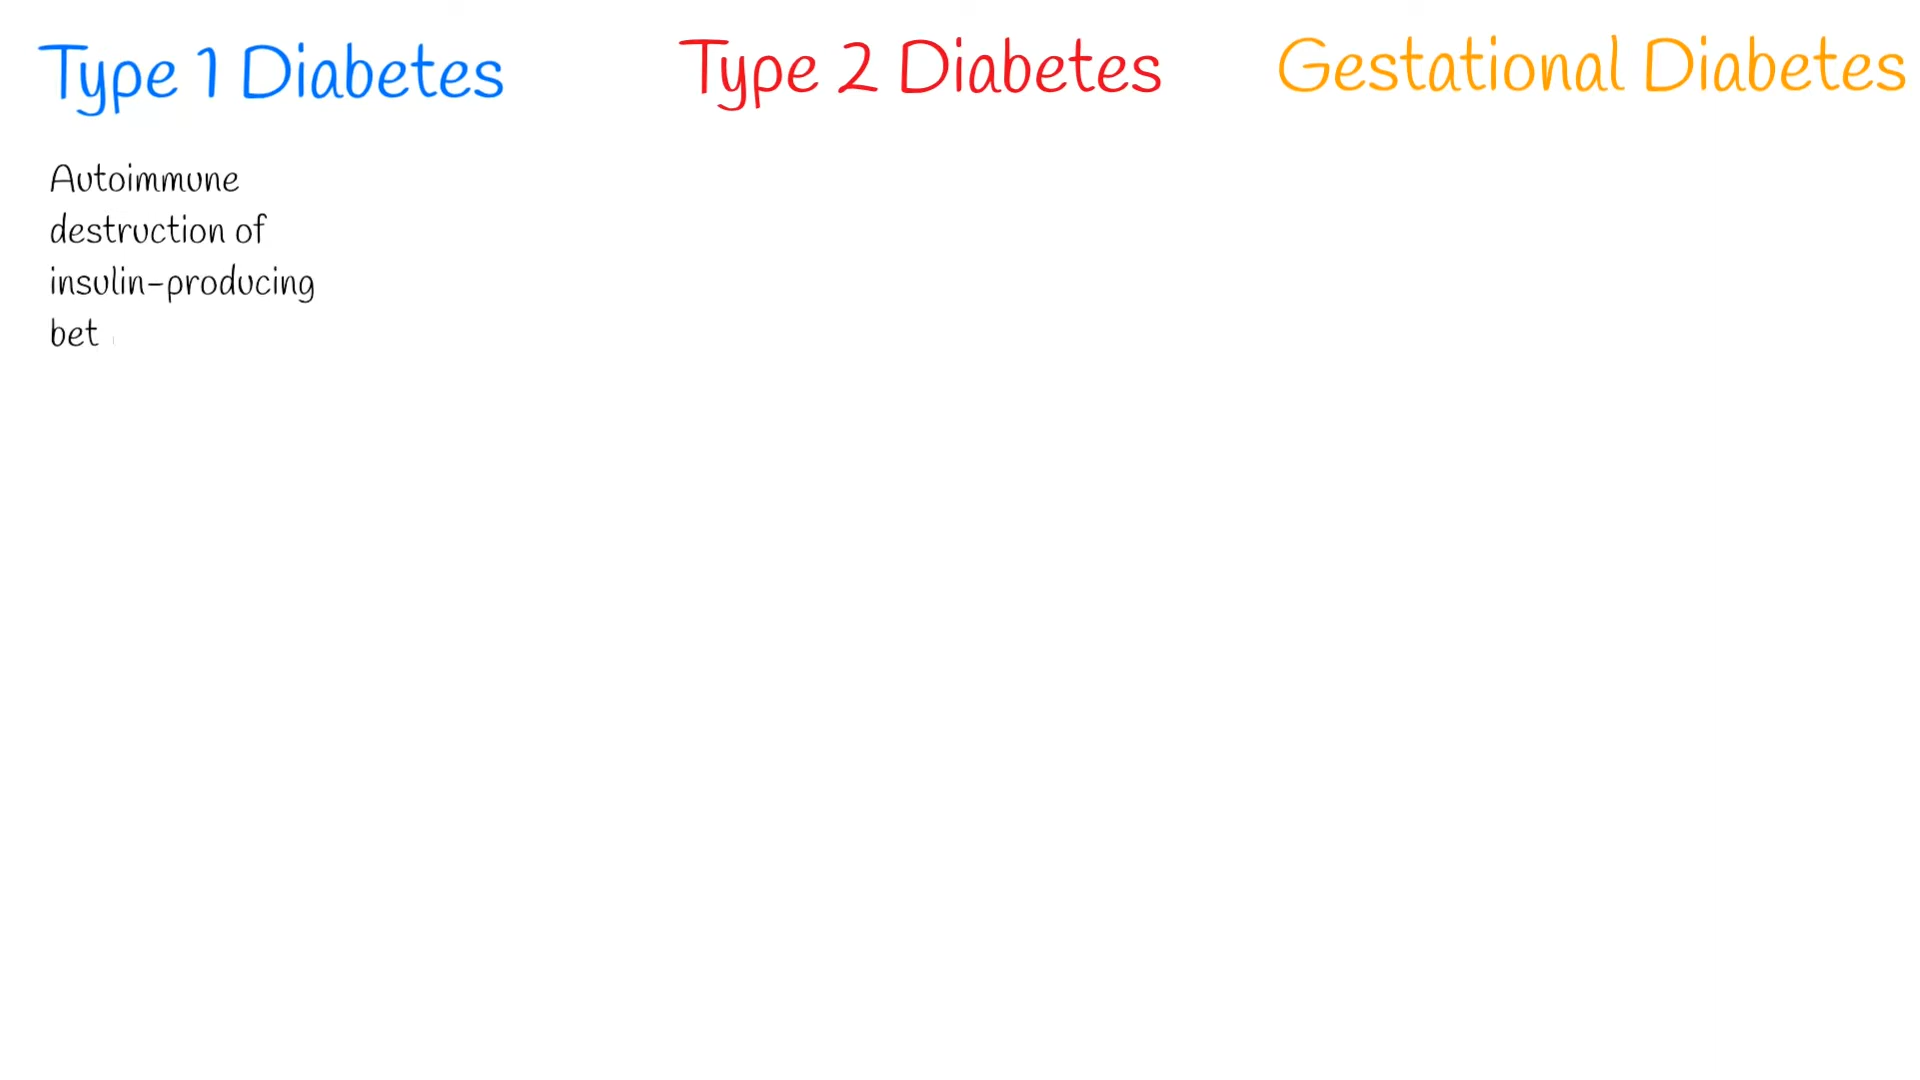 Type 1 Diabetes
Type 2 Diabetes
Gestational Diabetes
Autoimmune
destruction of
insulin-producing
bet